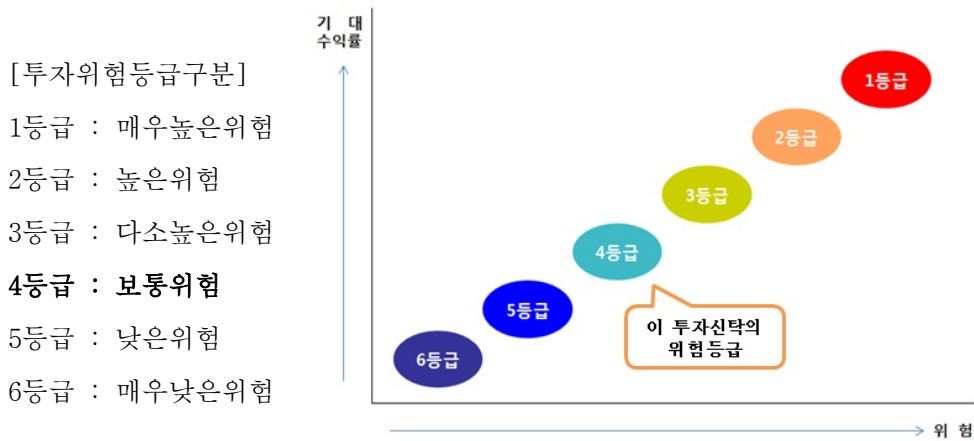 [투자위험등급구분]
1등급 : 매우높은위험
2등급 : 높은위험
3등급 : 다소높은위험
4등급 : 보통위험
5등급 : 낮은위험
6등급 : 매우낮은위험
기 대
수익률
1등급
2등급
3등급
4등급
5등급
6등급
이 투자신탁의
위험등급
위 험